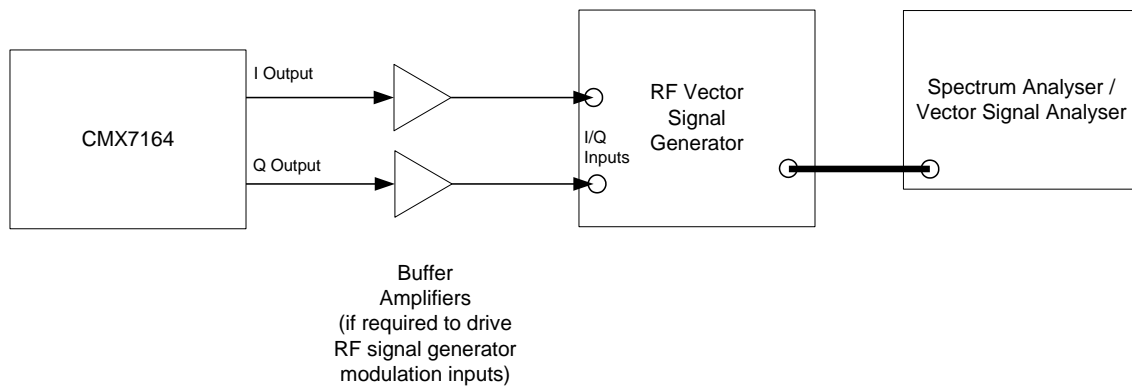 CMX7164
I Output
Q Output
Buffer
Amplifiers
(if required to drive
RF signal generator
modulation inputs)
I/Q
Inputs
RF Vector
Signal
Generator
Spectrum Analyser /
Vector Signal Analyser